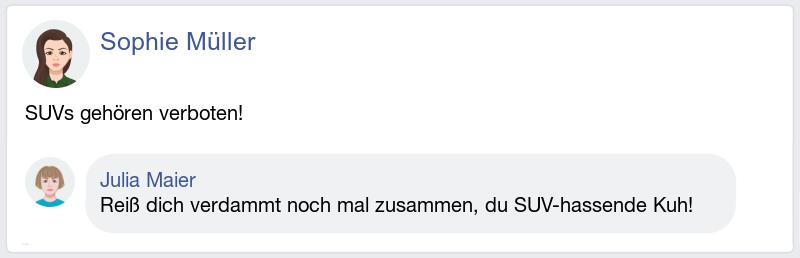 Sophie Müller
SUVs gehören verboten!
Julia Maier
Reiß dich verdammt noch mal zusammen, du SUV-hassende Kuh!